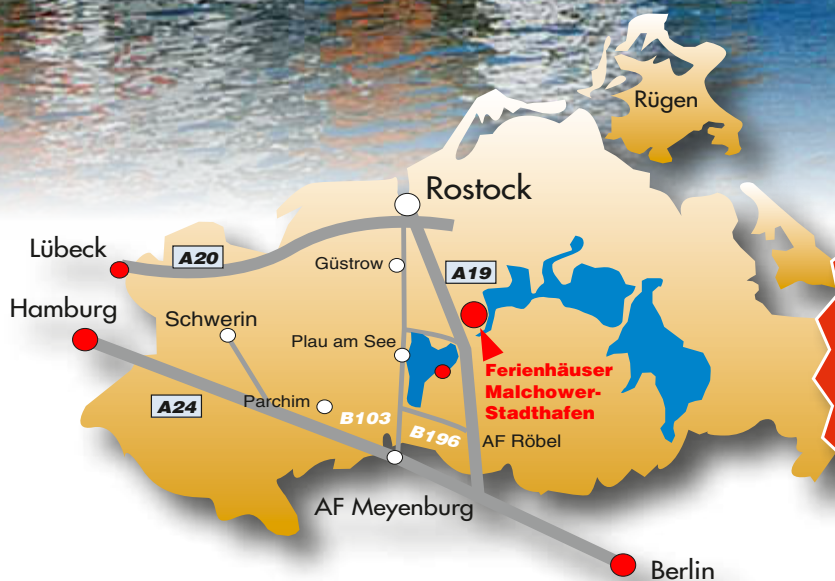 Rügen
Rostock
Lübeck
A20
Güstrow
A19
Hamburg
Schwerin
Plau am See
Ferienhäuser
Malchower-
Stadthafen
A24
Parchim
B103
B196
AF Röbel
AF Meyenburg
Berlin